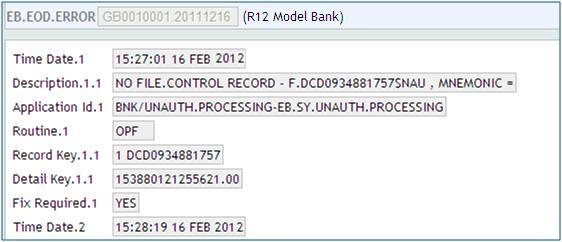 EB.EOD.ERROR GB0010001.20111216 (R12 Model Bank)
Time Date.1 15:27:01 16 FEB 2012
Description.1.1 NO FILE.CONTROL RECORD - F.DCD0934881757$NAU , MNEMONIC =
Application Id.1 BNK/UNAUTH.PROCESSING-EB.SY.UNAUTH.PROCESSING
Routine.1 OPF
Record Key.1.1 1 DCD0934881757
Detail Key.1.1 153880121255621.00
Fix Required.1 YES
Time Date.2 15:28:19 16 FEB 2012